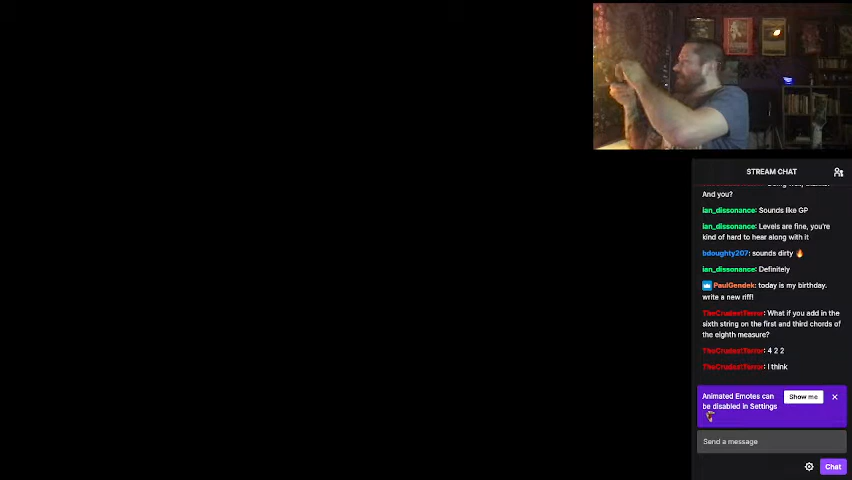 STREAM CHAT
And you?
ian_dissonance: Sounds like GP
ian_dissonance: Levels are fine, you're
kind of hard to hear along with it
bdoughty207: sounds dirty 🔥
ian_dissonance: Definitely
PaulGendek: today is my birthday.
write a new riff!
TheCrudestTerror: What if you add in the
sixth string on the first and third chords of
the eighth measure?
TheCrudestTerror: 4 2 2
TheCrudestTerror: I think
Animated Emotes can
be disabled in Settings
Show me
Send a message
Chat